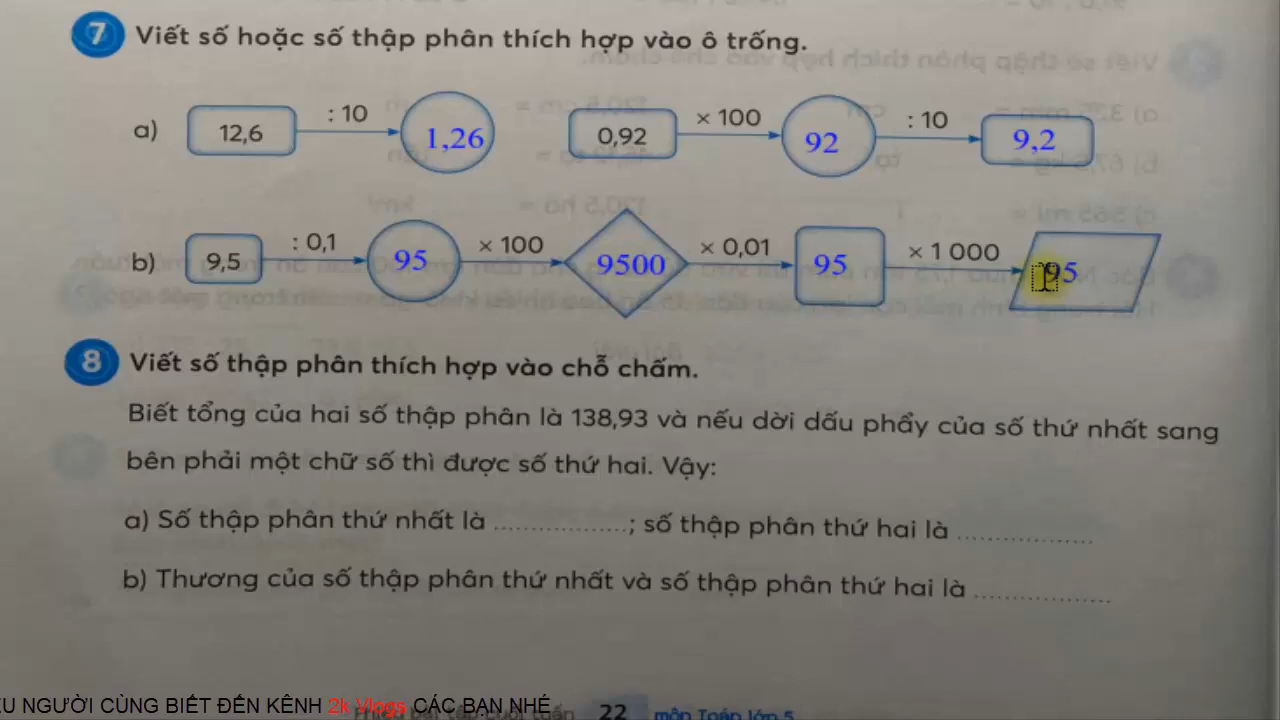 7 Viết số hoặc số thập phân thích hợp vào ô trống.
a) 12,6 : 10 1,26 0,92 × 100 92 : 10 9,2
b) 9,5 : 0,1 95 × 100 9500 × 0,01 95 × 1 000 95
8 Viết số thập phân thích hợp vào chỗ chấm.
Biết tổng của hai số thập phân là 138,93 và nếu dời dấu phẩy của số thứ nhất sang
bên phải một chữ số thì được số thứ hai. Vậy:
a) Số thập phân thứ nhất là ................; số thập phân thứ hai là ................
b) Thương của số thập phân thứ nhất và số thập phân thứ hai là ................
NGƯỜI CÙNG BIẾT ĐẾN KÊNH 2k Vlogs CÁC BẠN NHÉ
22 môn Toán lớp 5